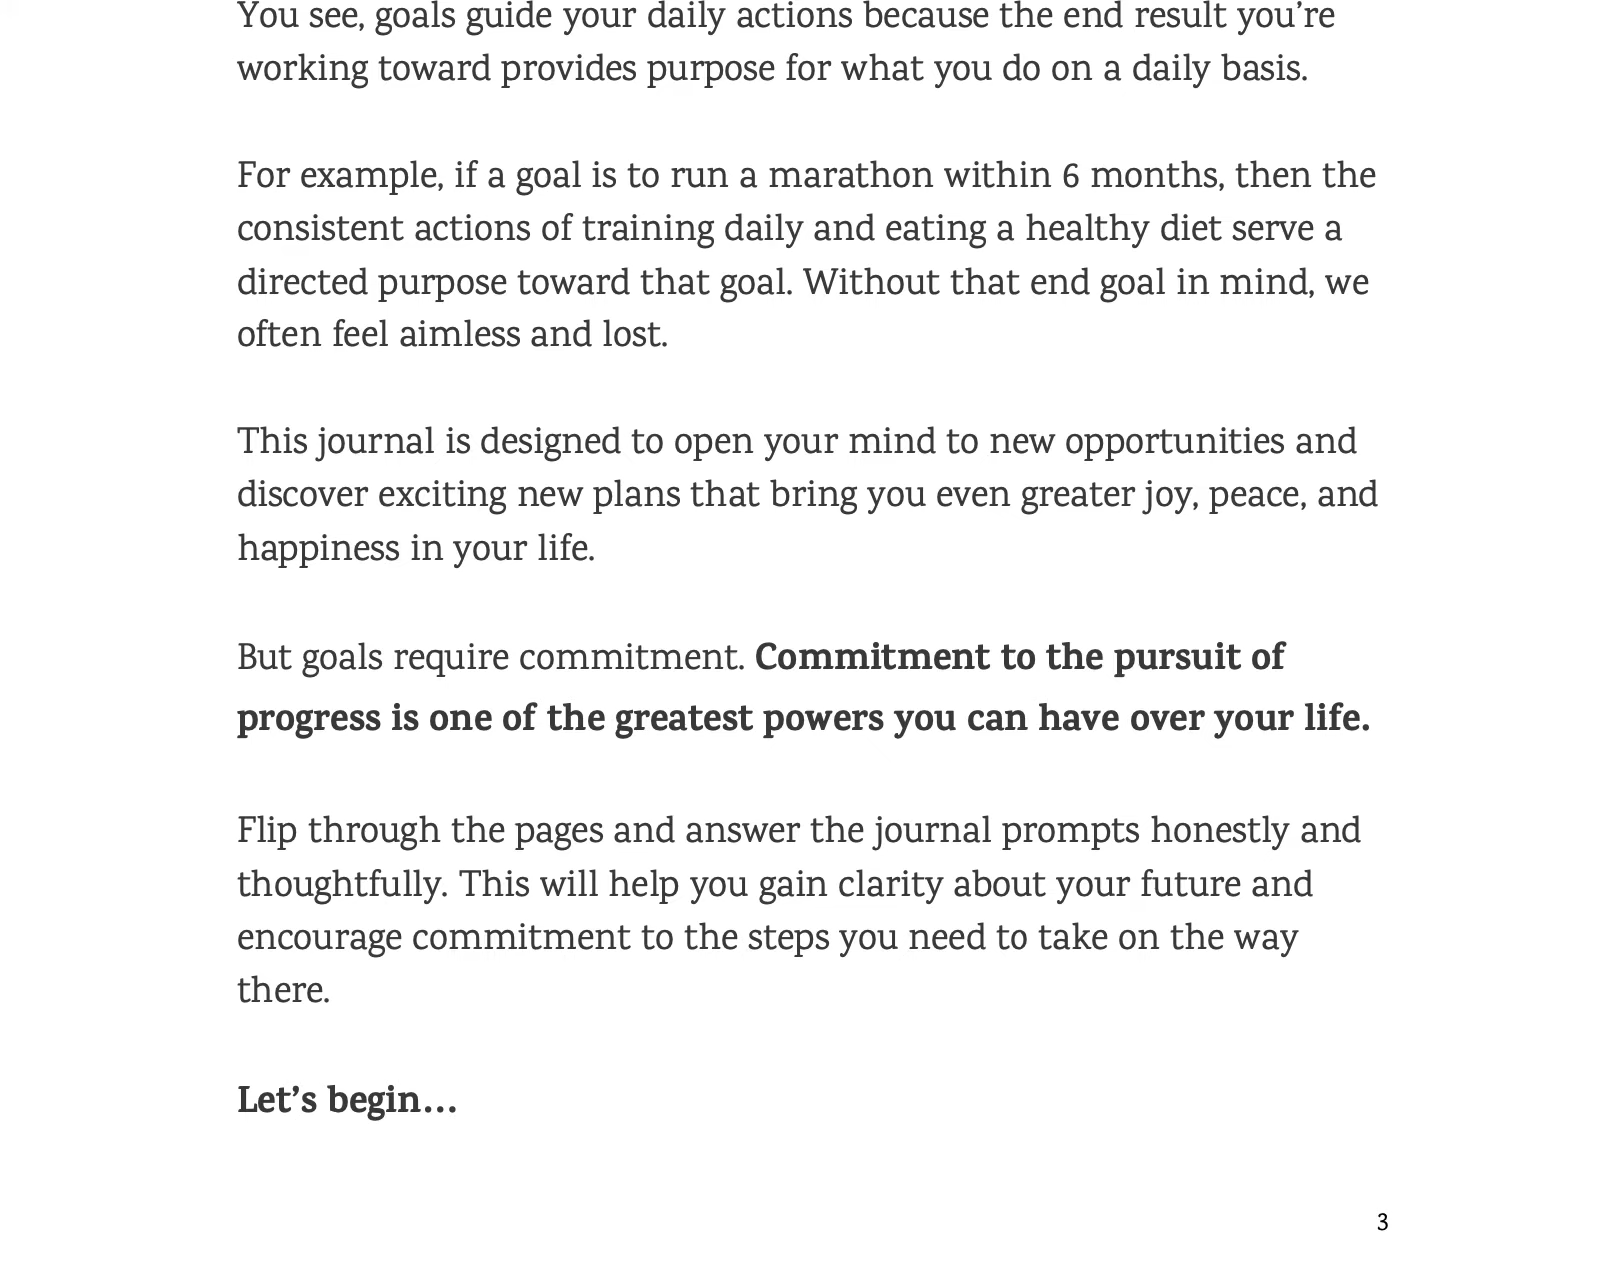 You see, goals guide your daily actions because the end result you’re
working toward provides purpose for what you do on a daily basis.
For example, if a goal is to run a marathon within 6 months, then the
consistent actions of training daily and eating a healthy diet serve a
directed purpose toward that goal. Without that end goal in mind, we
often feel aimless and lost.
This journal is designed to open your mind to new opportunities and
discover exciting new plans that bring you even greater joy, peace, and
happiness in your life.
But goals require commitment. Commitment to the pursuit of
progress is one of the greatest powers you can have over your life.
Flip through the pages and answer the journal prompts honestly and
thoughtfully. This will help you gain clarity about your future and
encourage commitment to the steps you need to take on the way
there.
Let’s begin…
3